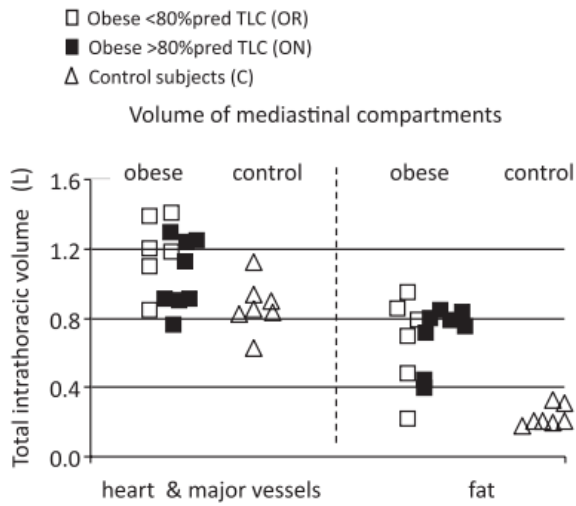 Obese <80%pred TLC (OR)
Obese >80%pred TLC (ON)
Control subjects (C)
Volume of mediastinal compartments
obese control obese control
Total intrathoracic volume (L)
1.6
1.2
0.8
0.4
0.0
heart & major vessels fat